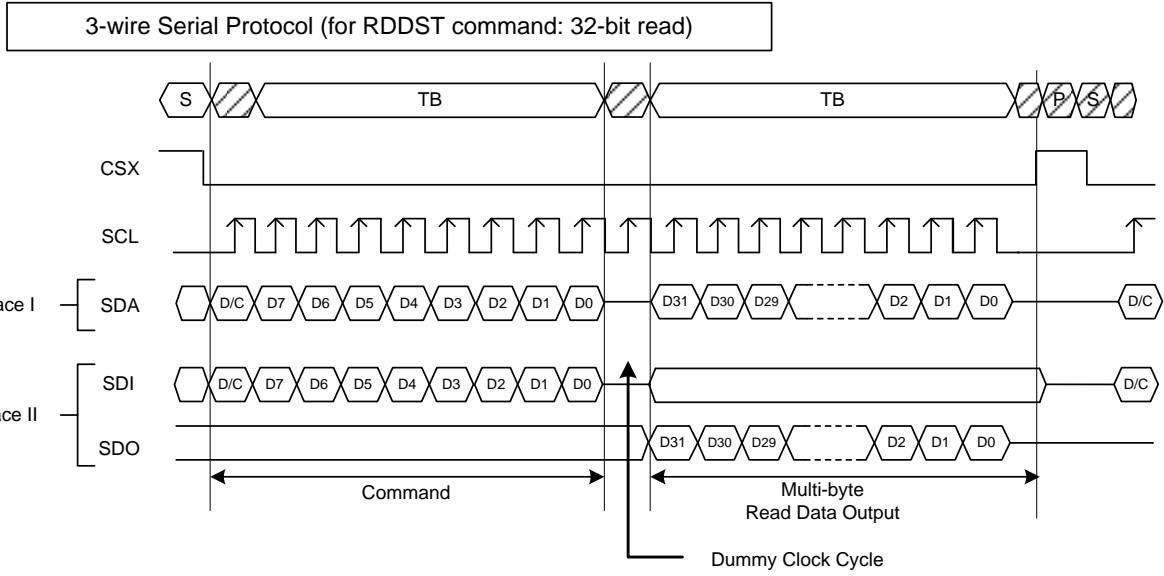 3-wire Serial Protocol (for RDDST command: 32-bit read)
S TB TB P S
CSX
SCL
ace I SDA D/C D7 D6 D5 D4 D3 D2 D1 D0 D31 D30 D29 D2 D1 D0 D/C
SDI D/C D7 D6 D5 D4 D3 D2 D1 D0 D/C
ace II
SDO D31 D30 D29 D2 D1 D0
Command
Multi-byte
Read Data Output
Dummy Clock Cycle